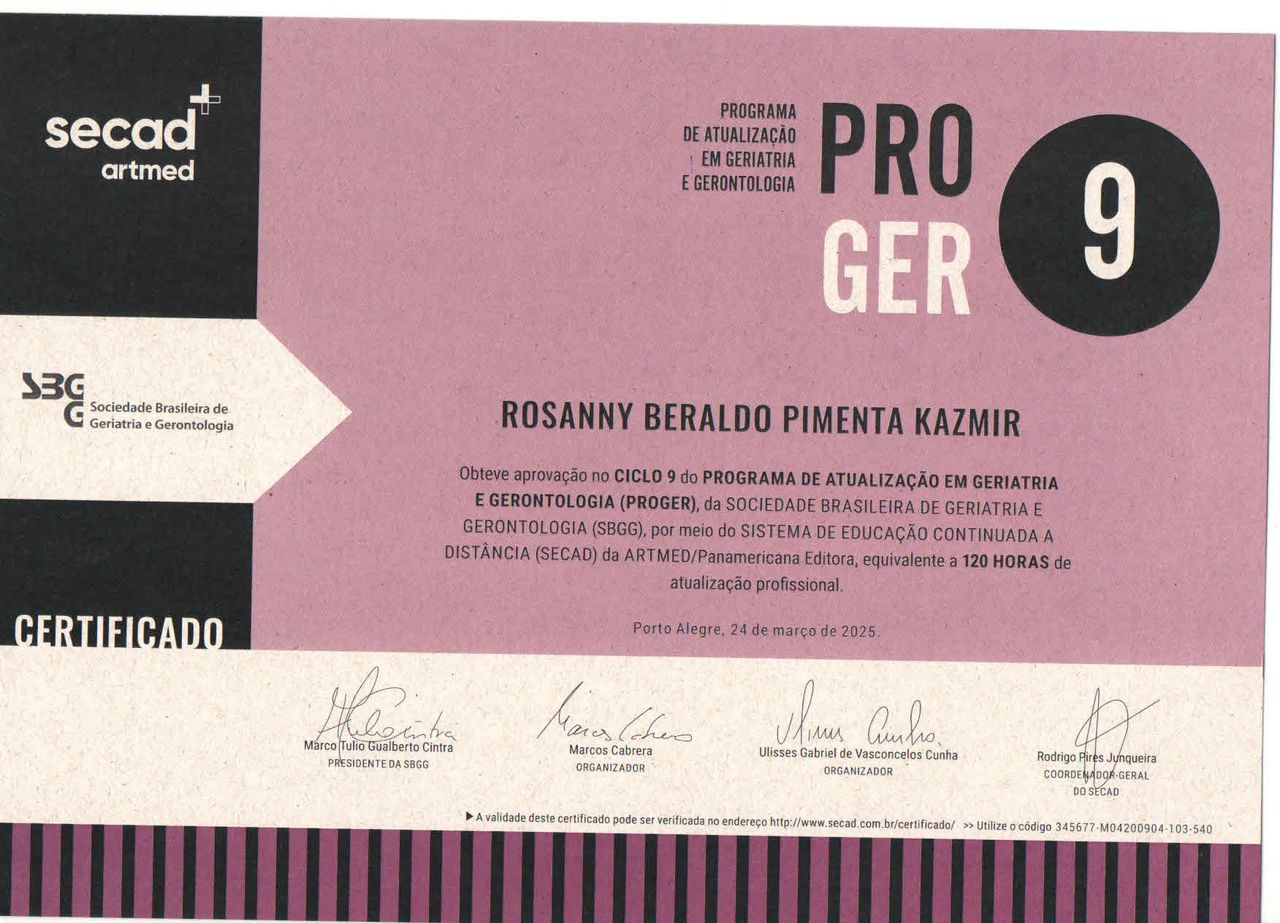 secad
artmed
PROGRAMA
DE ATUALIZAÇÃO
EM GERIATRIA
E GERONTOLOGIA
PRO
GER
9
SBGG
Sociedade Brasileira de
Geriatria e Gerontologia
ROSANNY BERALDO PIMENTA KAZMIR
Obteve aprovação no CICLO 9 do PROGRAMA DE ATUALIZAÇÃO EM GERIATRIA
E GERONTOLOGIA (PROGER), da SOCIEDADE BRASILEIRA DE GERIATRIA E
GERONTOLOGIA (SBGG), por meio do SISTEMA DE EDUCAÇÃO CONTINUADA A
DISTÂNCIA (SECAD) da ARTMED/Panamericana Editora, equivalente a 120 HORAS de
atualização profissional.
Porto Alegre, 24 de março de 2025.
CERTIFICADO
Marco Tulio Gualberto Cintra
PRESIDENTE DA SBGG
Marcos Cabrera
Marcos Cabrera
ORGANIZADOR
Ulisses Gabriel de Vasconcelos Cunha
ORGANIZADOR
Rodrigo Pires Junqueira
COORDENADOR-GERAL
DO SECAD
▶ A validade deste certificado pode ser verificada no endereço http://www.secad.com.br/certificado/ >> Utilize o código 345677-M04200904-103-540